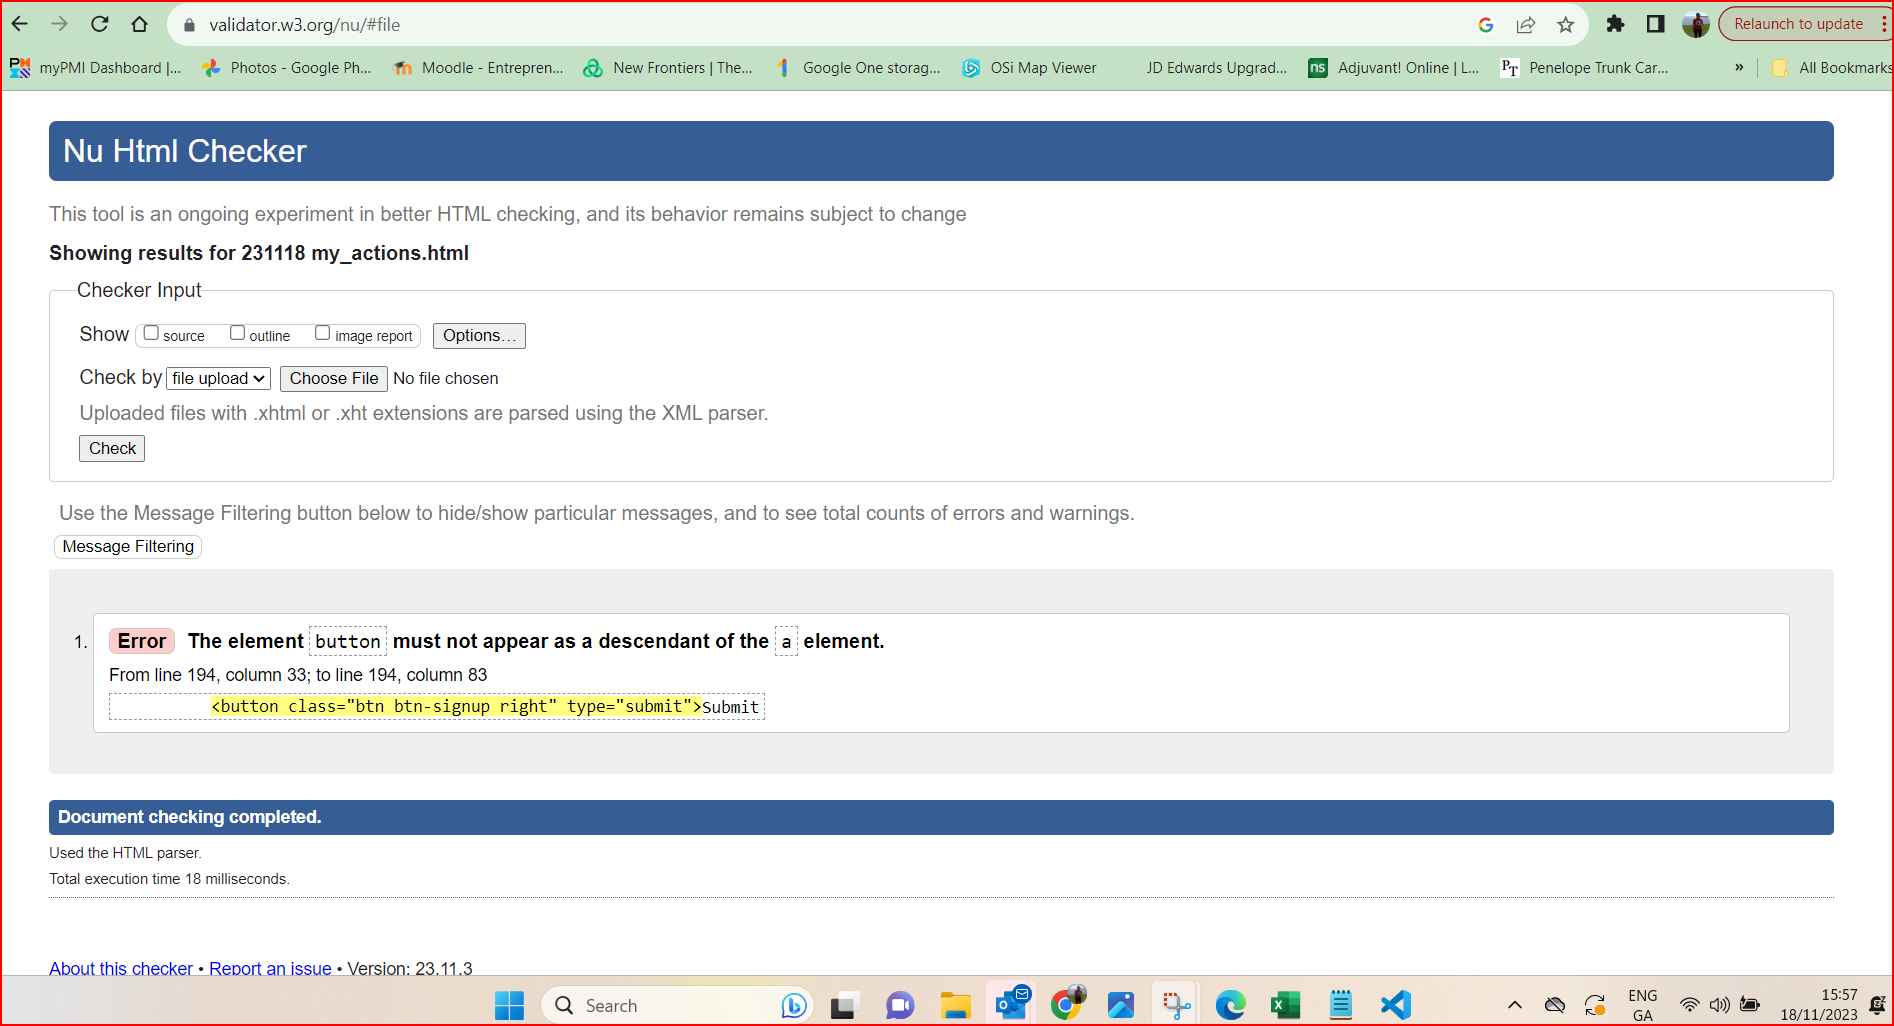 validator.w3.org/nu/#file
Relaunch to update
myPMI Dashboard |...
Photos - Google Ph...
Moodle - Entrepren...
New Frontiers | The...
Google One storag...
OSi Map Viewer
JD Edwards Upgrad...
ns
Adjuvant! Online | L...
PT
Penelope Trunk Car...
»
All Bookmarks
Nu Html Checker
This tool is an ongoing experiment in better HTML checking, and its behavior remains subject to change
Showing results for 231118 my_actions.html
Checker Input
Show source outline image report Options...
Check by file upload Choose File No file chosen
Uploaded files with .xhtml or .xht extensions are parsed using the XML parser.
Check
Use the Message Filtering button below to hide/show particular messages, and to see total counts of errors and warnings.
Message Filtering
1. Error The element button must not appear as a descendant of the a element.
From line 194, column 33; to line 194, column 83
<button class="btn btn-signup right" type="submit">Submit
Document checking completed.
Used the HTML parser.
Total execution time 18 milliseconds.
About this checker • Report an issue • Version: 23.11.3
Search
ENG
GA
15:57
18/11/2023